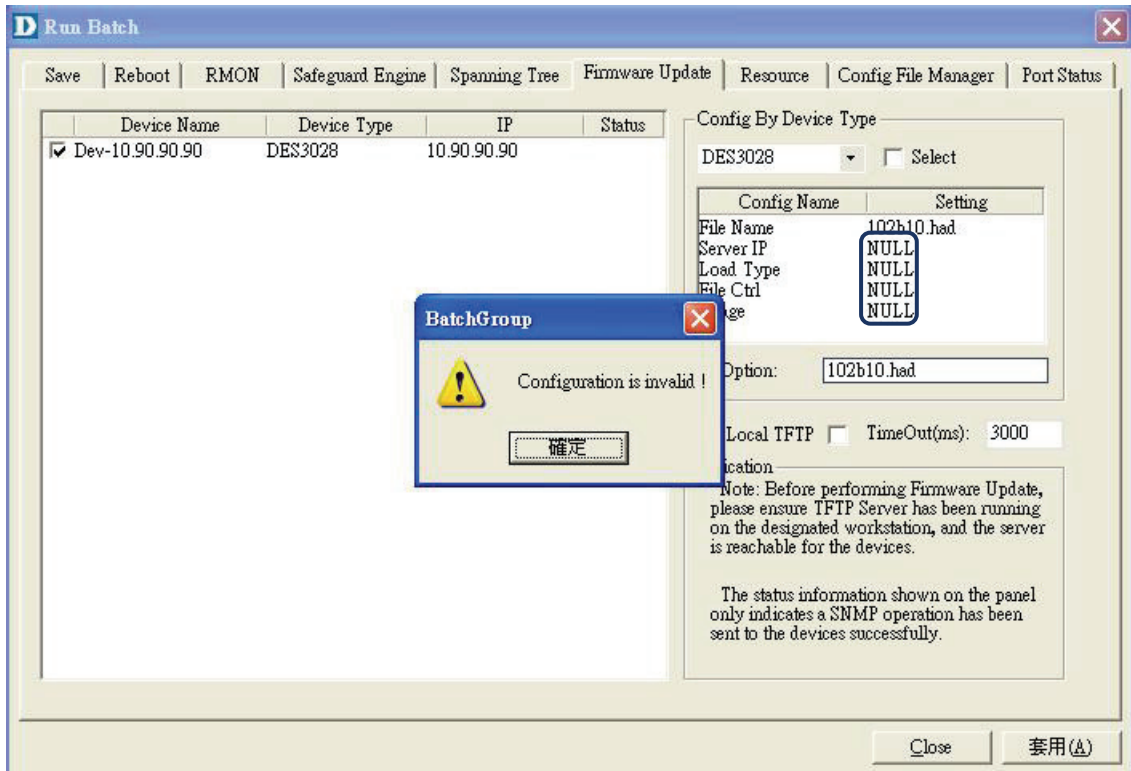 D Run Batch
Save Reboot RMON Safeguard Engine Spanning Tree Firmware Update Resource Config File Manager Port Status
Device Name Device Type IP Status
Dev-10.90.90.90 DES3028 10.90.90.90
Config By Device Type
DES3028 Select
Config Name Setting
File Name 102b10.had
Server IP NULL
Load Type NULL
File Ctrl NULL
NULL
Option: 102b10.had
Local TFTP TimeOut(ms): 3000
Note: Before performing Firmware Update,
please ensure TFTP Server has been running
on the designated workstation, and the server
is reachable for the devices.
The status information shown on the panel
only indicates a SNMP operation has been
sent to the devices successfully.
BatchGroup
Configuration is invalid !
確定
Close 套用(A)